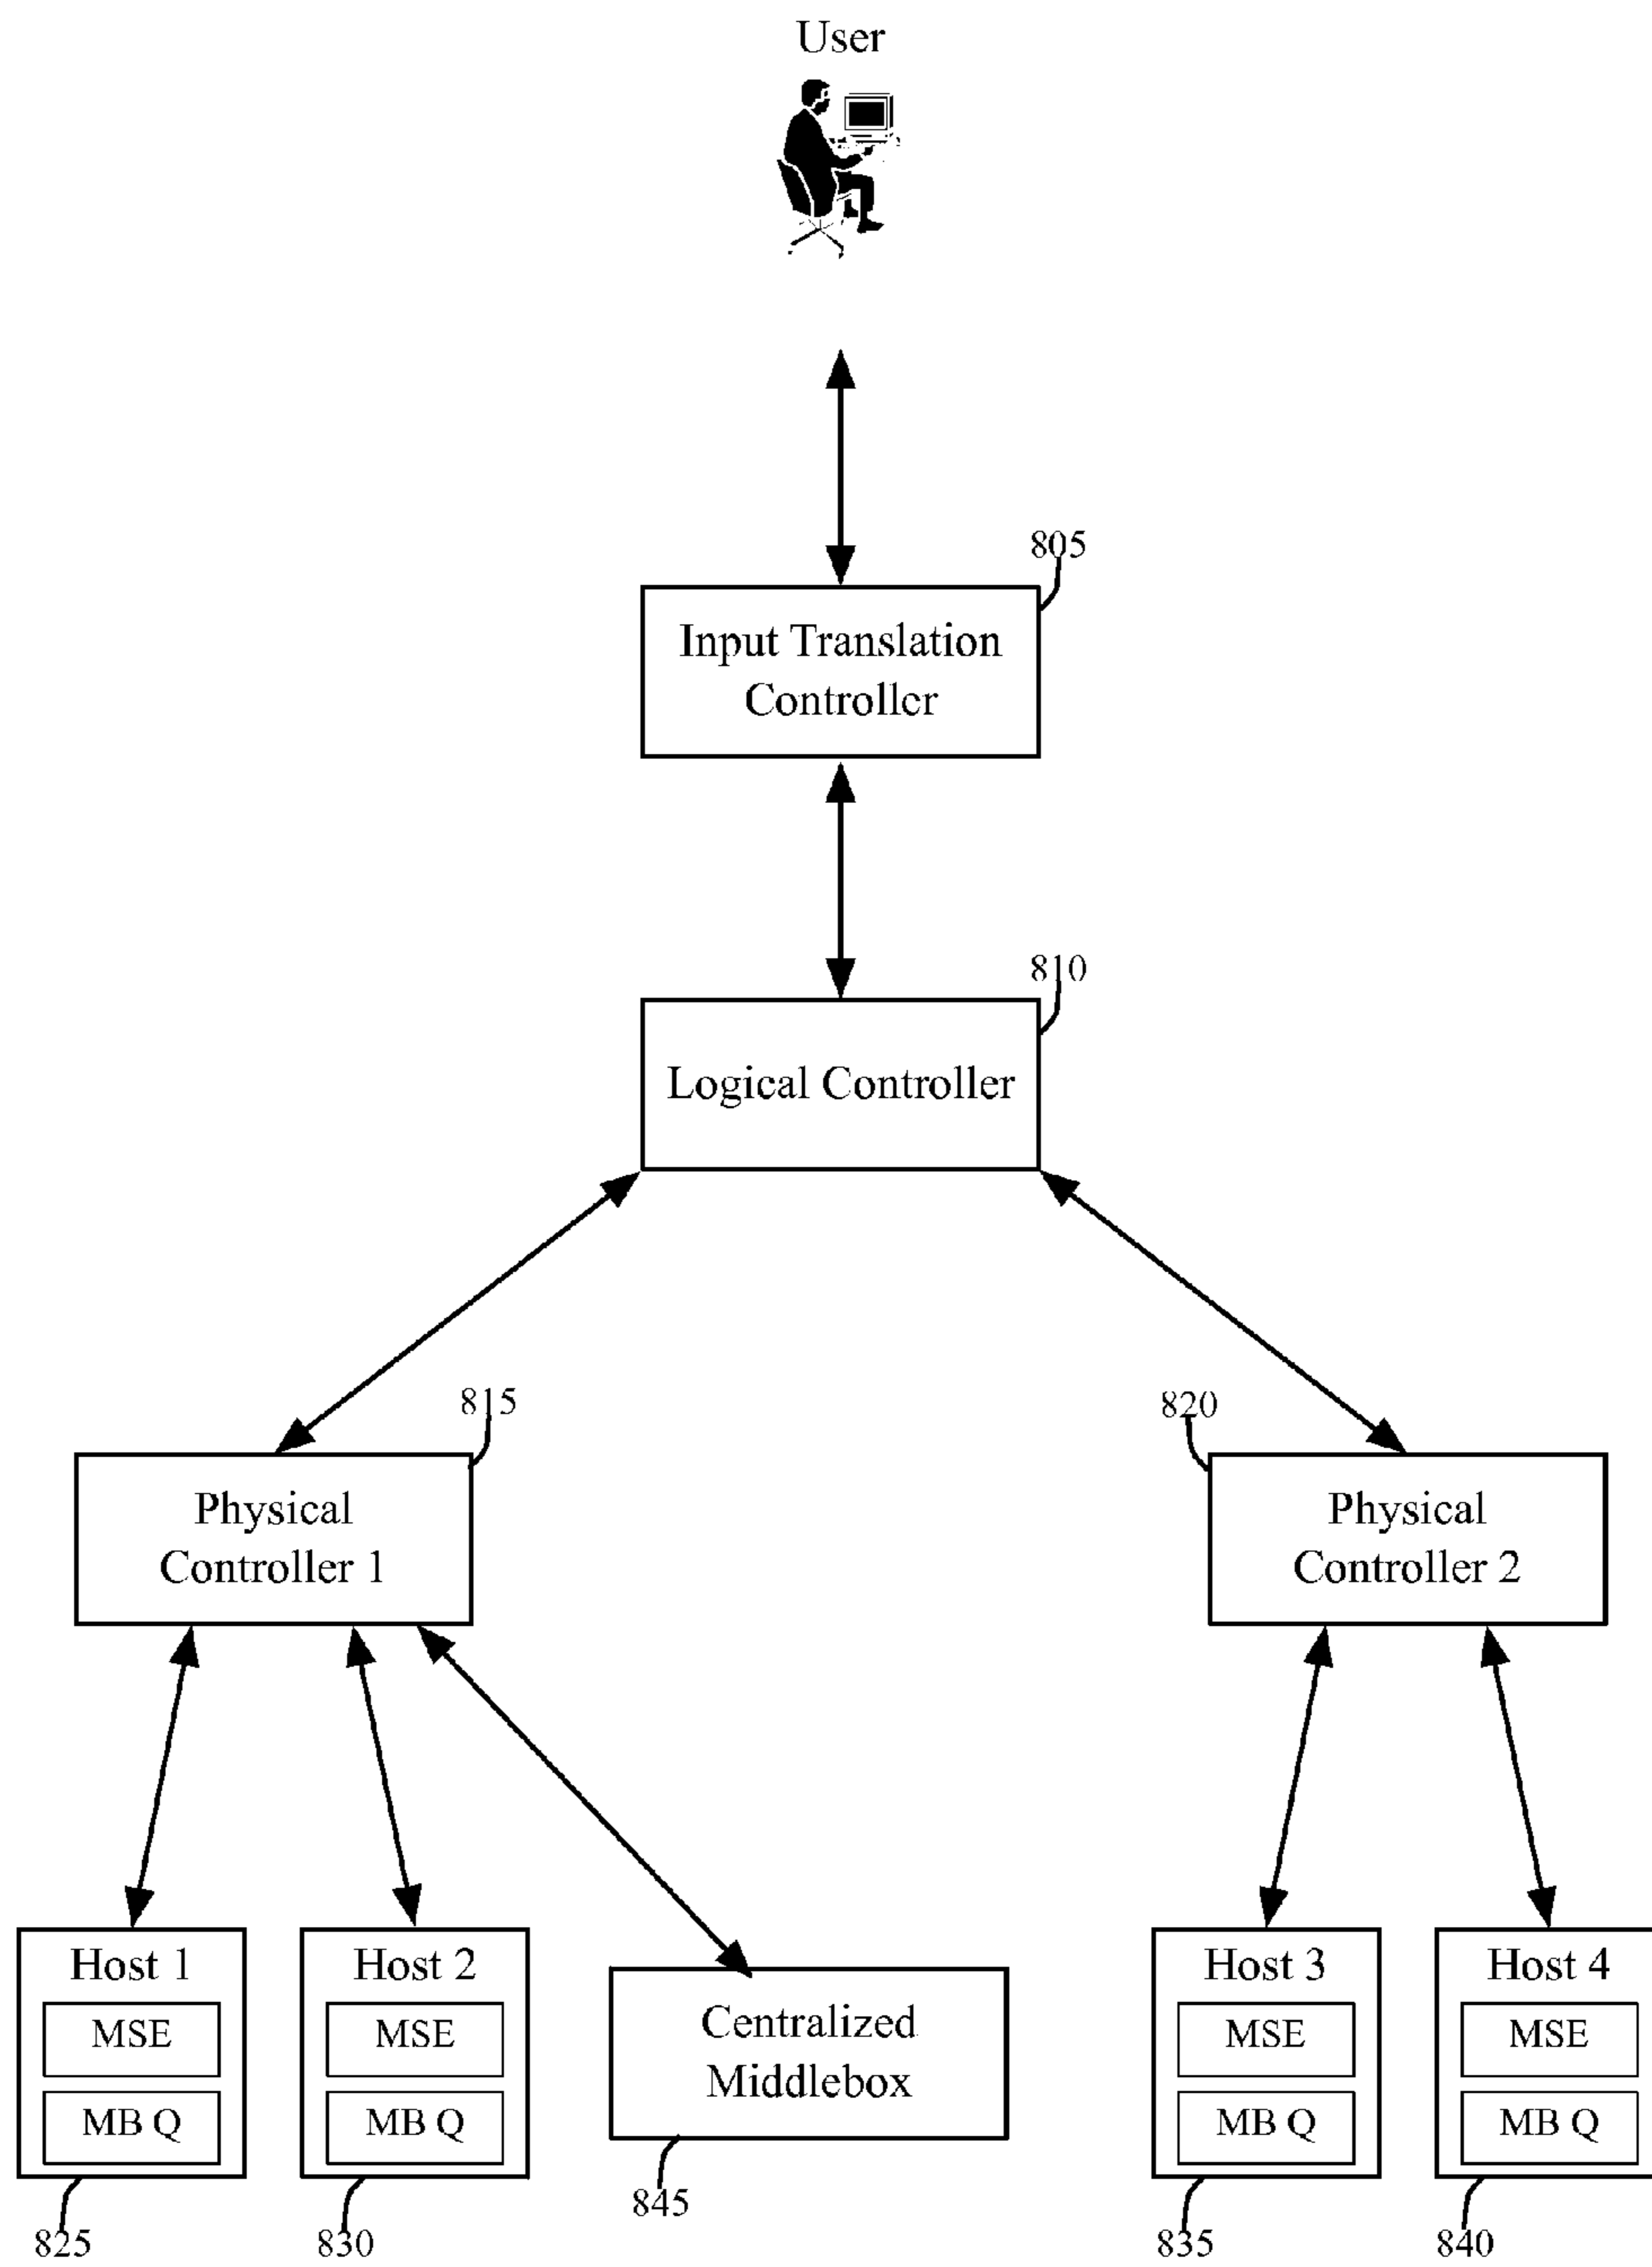 User
805
Input Translation
Controller
810
Logical Controller
815
820
Physical
Controller 1
Physical
Controller 2
Host 1
MSE
MB Q
Host 2
MSE
MB Q
Centralized
Middlebox
Host 3
MSE
MB Q
Host 4
MSE
MB Q
825
830
845
835
840